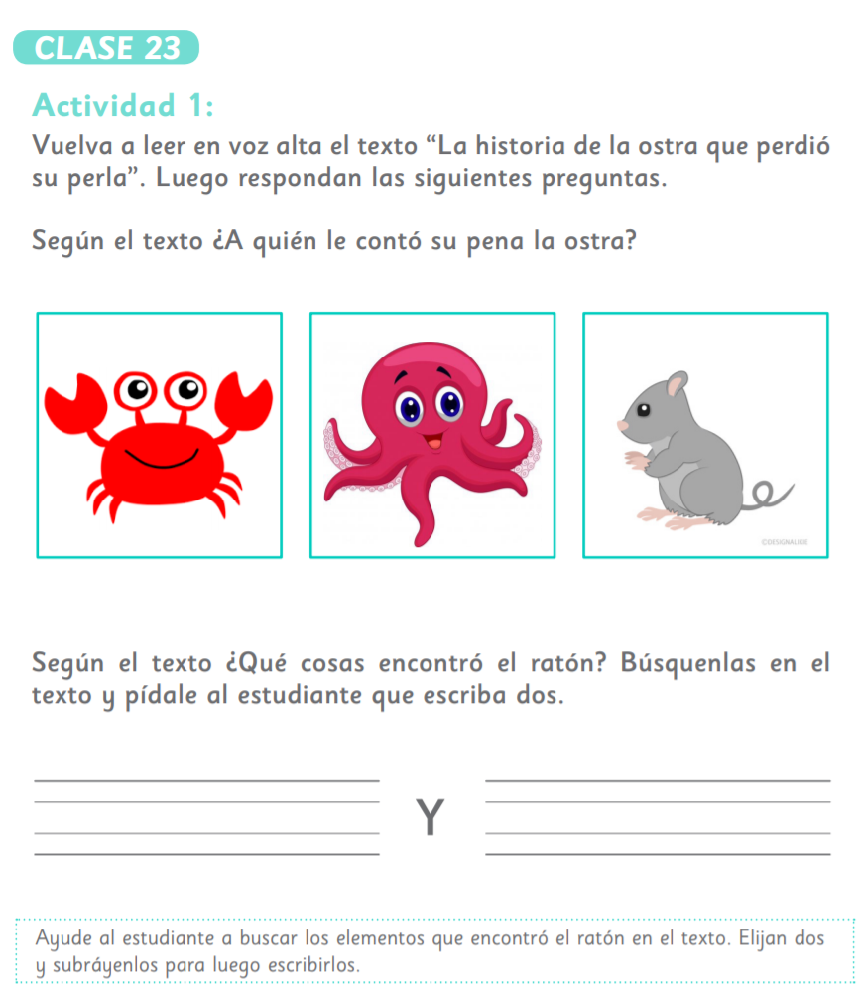 CLASE 23
Actividad 1:
Vuelva a leer en voz alta el texto “La historia de la ostra que perdió
su perla”. Luego respondan las siguientes preguntas.
Según el texto ¿A quién le contó su pena la ostra?
©DESIGNALIKIE
Según el texto ¿Qué cosas encontró el ratón? Búsquenlas en el
texto y pídale al estudiante que escriba dos.
Y
Ayude al estudiante a buscar los elementos que encontró el ratón en el texto. Elijan dos
y subráyenlos para luego escribirlos.